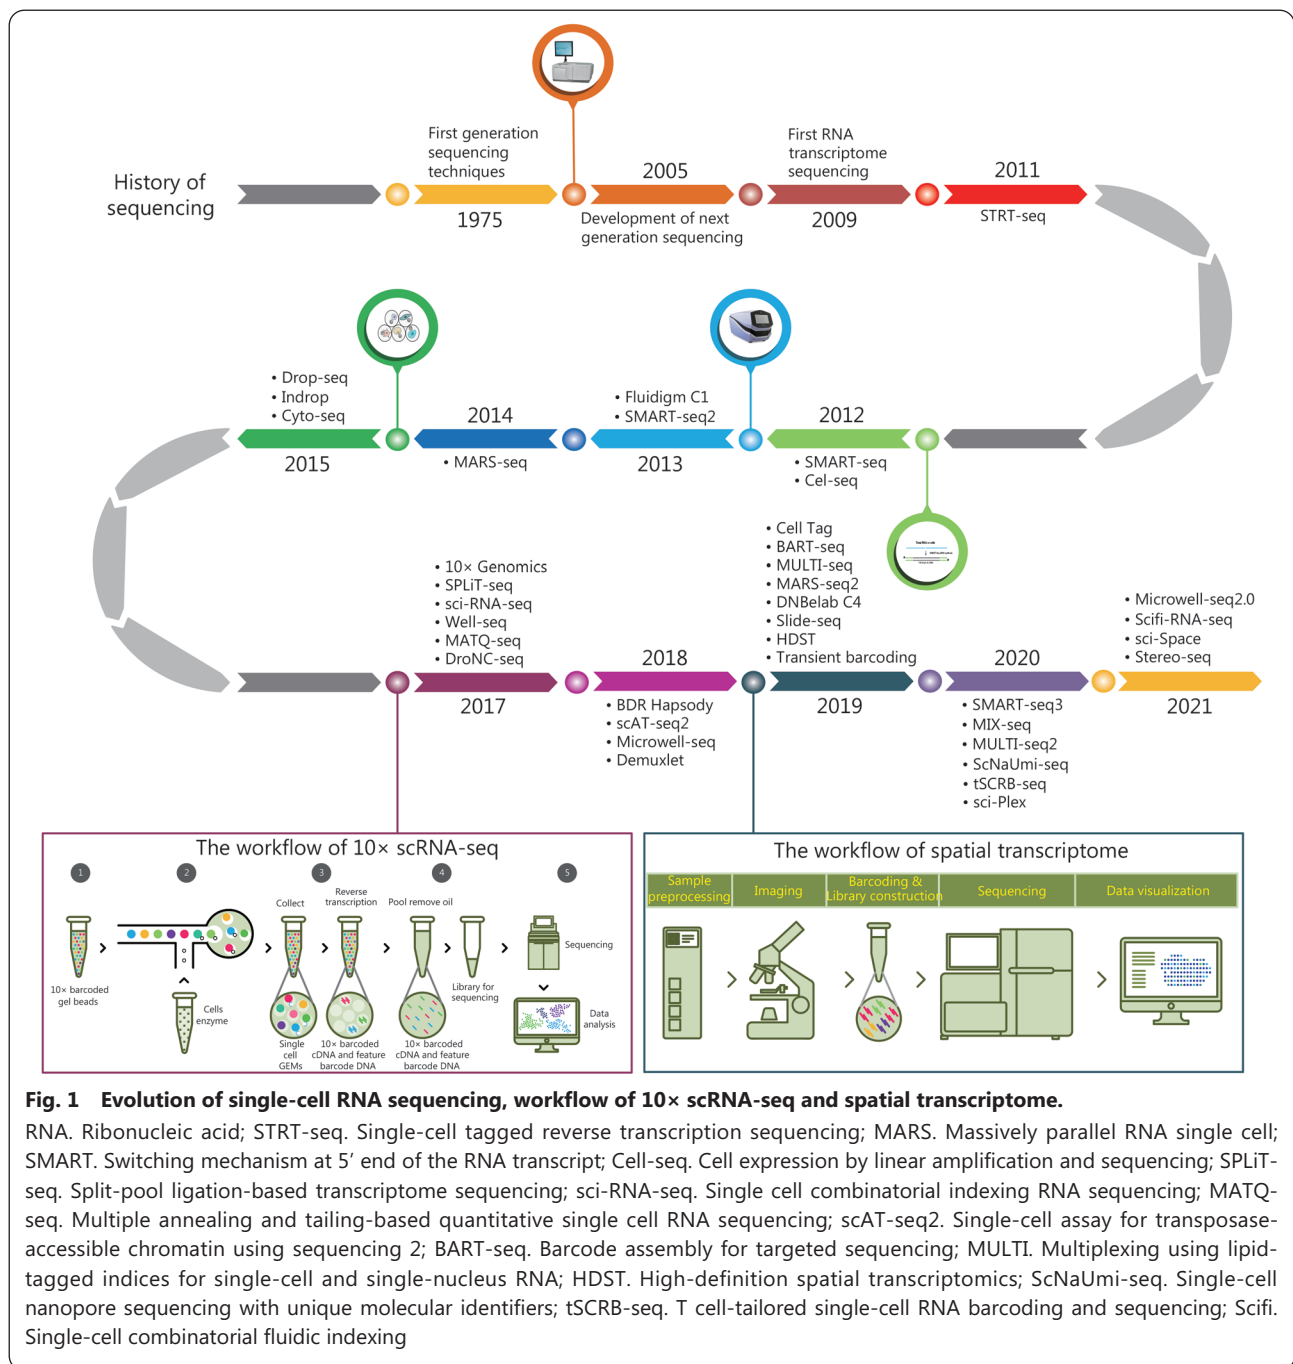 History of
sequencing
First generation
sequencing
techniques
1975
2005
Development of next
generation sequencing
First RNA
transcriptome
sequencing
2009
2011
STRT-seq
• Drop-seq
• Indrop
• Cyto-seq
2015
2014
• MARS-seq
• Fluidigm C1
• SMART-seq2
2013
2012
• SMART-seq
• Cel-seq
• 10× Genomics
• SPLiT-seq
• sci-RNA-seq
• Well-seq
• MATQ-seq
• DroNC-seq
2017
2018
• BDR Hapsody
• scAT-seq2
• Microwell-seq
• Demuxlet
• Cell Tag
• BART-seq
• MULTI-seq
• MARS-seq2
• DNBelab C4
• Slide-seq
• HDST
• Transient barcoding
2019
2020
• SMART-seq3
• MIX-seq
• MULTI-seq2
• ScNaUmi-seq
• tSCRB-seq
• sci-Plex
• Microwell-seq2.0
• Scifi-RNA-seq
• sci-Space
• Stereo-seq
2021
The workflow of 10× scRNA-seq
1
2
3
4
5
10× barcoded
gel beads
Cells
enzyme
Collect
Reverse
transcription
Pool remove oil
Single
cell
GEMs
10× barcoded
cDNA and feature
barcode DNA
10× barcoded
cDNA and feature
barcode DNA
Library for
sequencing
Sequencing
Data
analysis
The workflow of spatial transcriptome
Sample
preprocessing
Imaging
Barcoding &
Library construction
Sequencing
Data visualization
Fig. 1 Evolution of single-cell RNA sequencing, workflow of 10× scRNA-seq and spatial transcriptome.
RNA. Ribonucleic acid; STRT-seq. Single-cell tagged reverse transcription sequencing; MARS. Massively parallel RNA single cell;
SMART. Switching mechanism at 5′ end of the RNA transcript; Cell-seq. Cell expression by linear amplification and sequencing; SPLiT-
seq. Split-pool ligation-based transcriptome sequencing; sci-RNA-seq. Single cell combinatorial indexing RNA sequencing; MATQ-
seq. Multiple annealing and tailing-based quantitative single cell RNA sequencing; scAT-seq2. Single-cell assay for transposase-
accessible chromatin using sequencing 2; BART-seq. Barcode assembly for targeted sequencing; MULTI. Multiplexing using lipid-
tagged indices for single-cell and single-nucleus RNA; HDST. High-definition spatial transcriptomics; ScNaUmi-seq. Single-cell
nanopore sequencing with unique molecular identifiers; tSCRB-seq. T cell-tailored single-cell RNA barcoding and sequencing; Scifi.
Single-cell combinatorial fluidic indexing